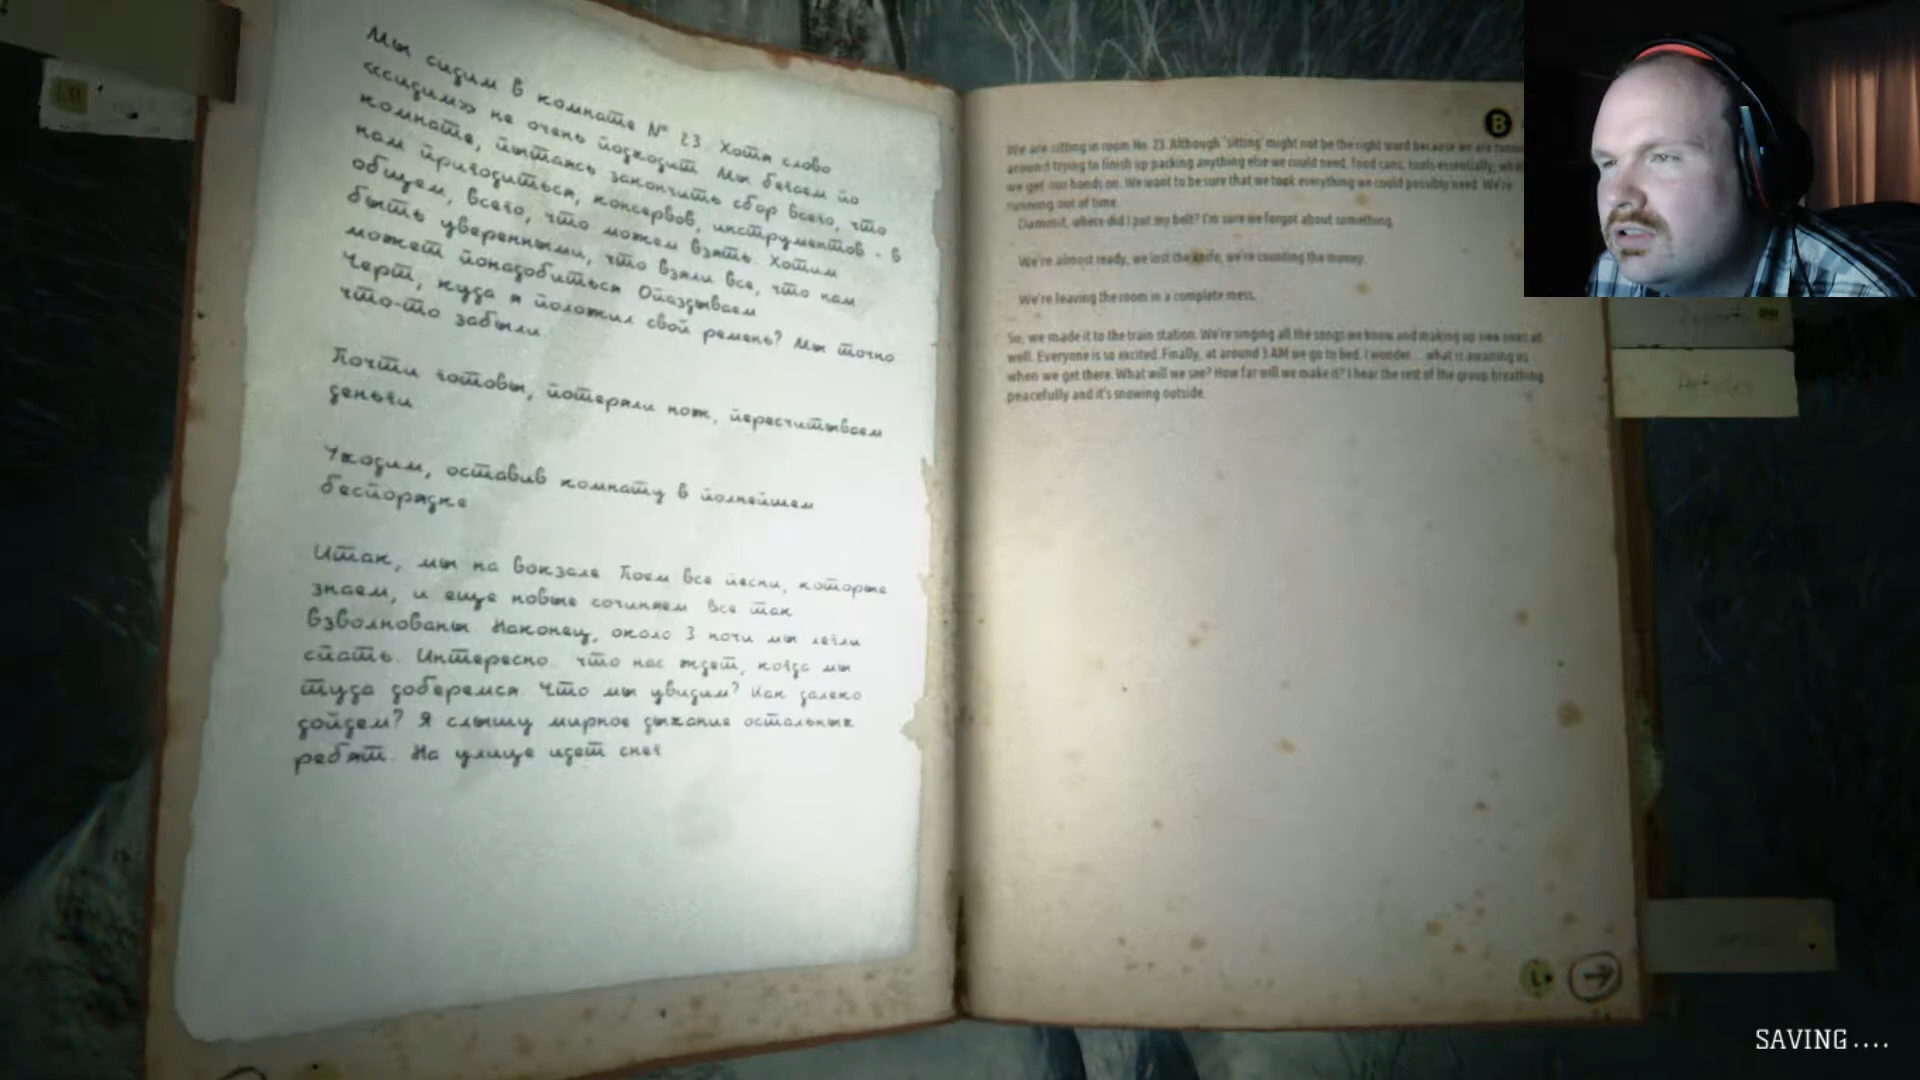 Мы сидим в комнате № 23. Хотя слово
«сидим» не очень подходит. Мы бегаем по
комнате, пытаясь закончить сбор всего, что
нам пригодиться, консервов, инструментов - в
общем, всего, что можем взять. Хотим
быть уверенными, что взяли все, что нам
может понадобиться Опаздываем
Черт, куда я положил свой ремень? Мы точно
что-то забыли
Почти готовы, потеряли нож, пересчитываем
деньги
Уходим, оставив комнату в полнейшем
беспорядке
Итак, мы на вокзале Поем все песни, которые
знаем, и еще новые сочиняем Все так
взволнованы Наконец, около 3 ночи мы легли
спать. Интересно что нас ждет, когда мы
туда доберемся Что мы увидим? Как далеко
дойдем? Я слышу мирное дыхание остальных
ребят. На улице идет снег
B
We are sitting in room No. 23. Although 'sitting' might not be the right word because we are
around trying to finish up packing anything else we could need, food cans, tools essentially,
we get our hands on. We want to be sure that we took everything we could possibly need. We're
running out of time.
Dammit, where did I put my belt? I'm sure we forgot about something.
We're almost ready, we lost the knife, we're counting the money.
We're leaving the room in a complete mess.
So, we made it to the train station. We're singing all the songs we know and making up new ones as
well. Everyone is so excited. Finally, at around 3 AM we go to bed. I wonder... what is awaiting us
when we get there. What will we see? How far will we make it? I hear the rest of the group breathing
peacefully and it's snowing outside.
Articles
SAVING....